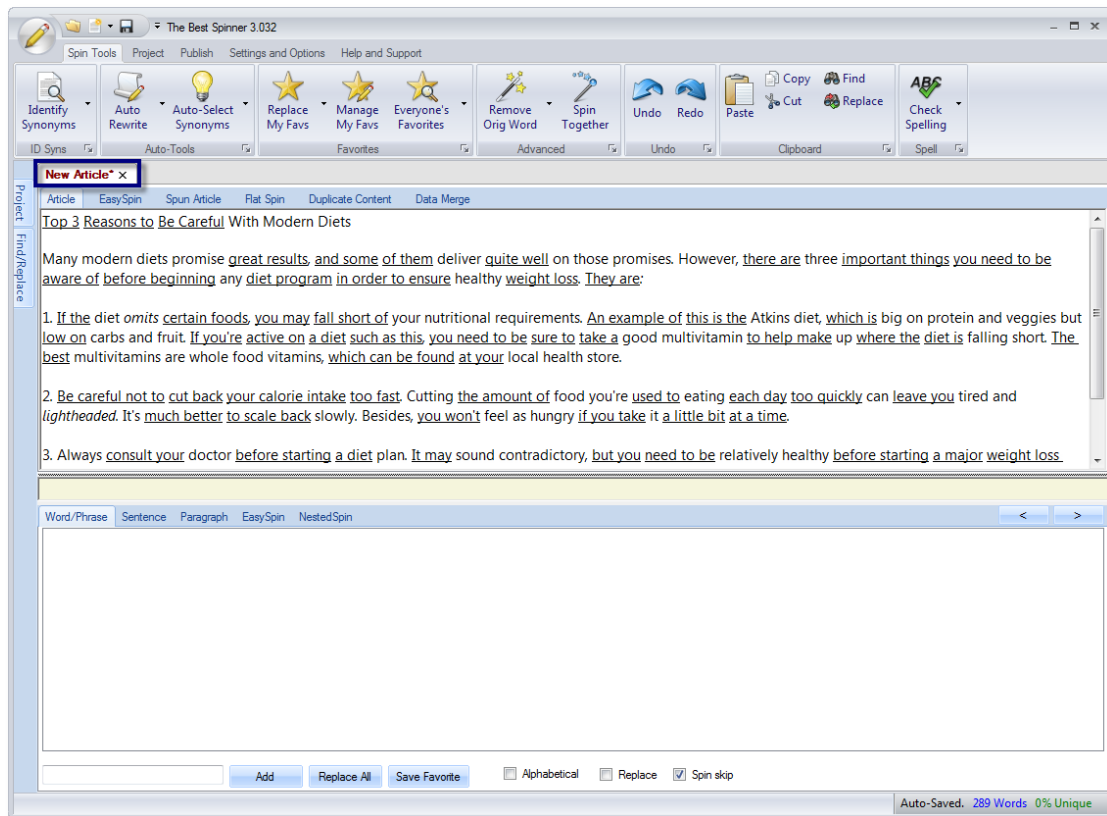 The Best Spinner 3.032
Spin Tools Project Publish Settings and Options Help and Support
Identify Synonyms
Auto Rewrite
Auto-Select Synonyms
Replace My Favs
Manage My Favs
Everyone's Favorites
Remove Orig Word
Spin Together
Undo
Redo
Paste
Copy
Cut
Find
Replace
ABC
Check Spelling
ID Syns Auto-Tools Favorites Advanced Undo Clipboard Spell
New Article* x
Project
Find/Replace
Article EasySpin Spun Article Flat Spin Duplicate Content Data Merge
Top 3 Reasons to Be Careful With Modern Diets
Many modern diets promise great results, and some of them deliver quite well on those promises. However, there are three important things you need to be
aware of before beginning any diet program in order to ensure healthy weight loss. They are:
1. If the diet omits certain foods, you may fall short of your nutritional requirements. An example of this is the Atkins diet, which is big on protein and veggies but
low on carbs and fruit. If you're active on a diet such as this, you need to be sure to take a good multivitamin to help make up where the diet is falling short. The
best multivitamins are whole food vitamins, which can be found at your local health store.
2. Be careful not to cut back your calorie intake too fast. Cutting the amount of food you're used to eating each day too quickly can leave you tired and
lightheaded. It's much better to scale back slowly. Besides, you won't feel as hungry if you take it a little bit at a time.
3. Always consult your doctor before starting a diet plan. It may sound contradictory, but you need to be relatively healthy before starting a major weight loss
Word/Phrase Sentence Paragraph EasySpin NestedSpin < >
Add Replace All Save Favorite Alphabetical Replace Spin skip
Auto-Saved. 289 Words 0% Unique